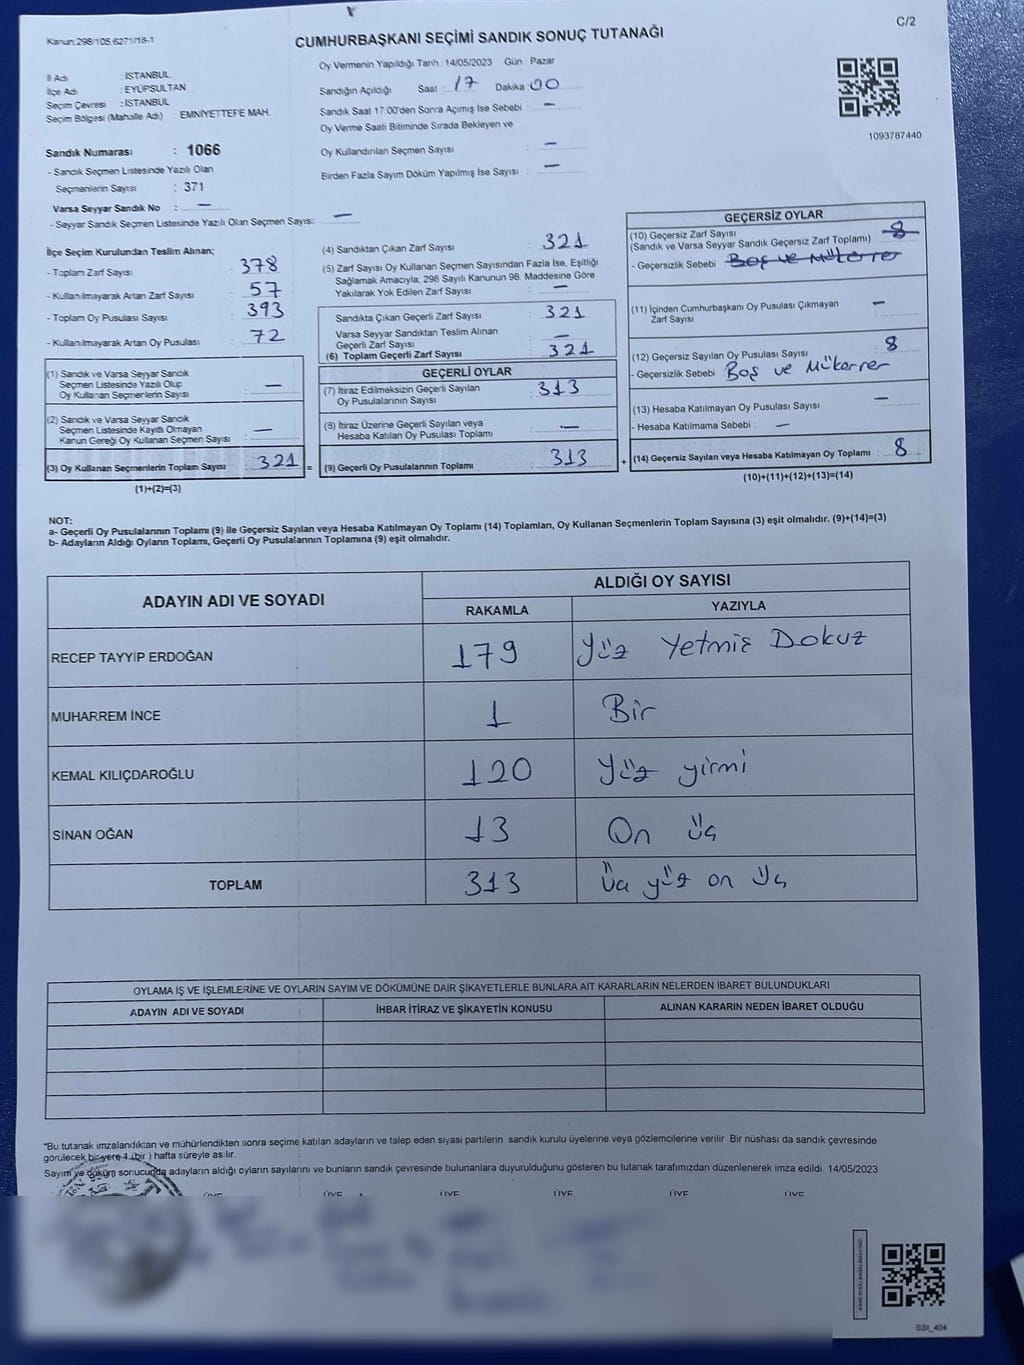 C/2
Kanun.298/105,6271/18-1
CUMHURBAŞKANI SEÇİMİ SANDIK SONUÇ TUTANAĞI
İl Adı : İSTANBUL
İlçe Adı : EYÜPSULTAN
Seçim Çevresi : İSTANBUL
Seçim Bölgesi (Mahalle Adı) : EMNİYETTEPE MAH.
Sandık Numarası : 1066
- Sandık Seçmen Listesinde Yazılı Olan
Seçmenlerin Sayısı : 371
Varsa Seyyar Sandık No : —
- Seyyar Sandık Seçmen Listesinde Yazılı Olan Seçmen Sayısı: —
Oy Vermenin Yapıldığı Tarih :14/05/2023 Gün : Pazar
Sandığın Açıldığı Saat : 17 Dakika : 00
Sandık Saat 17:00'den Sonra Açımış İse Sebebi : —
Oy Verme Saati Bitiminde Sırada Bekleyen ve
Oy Kullandırılan Seçmen Sayısı : —
Birden Fazla Sayım Döküm Yapılmış İse Sayısı : —
1093787440
İlçe Seçim Kurulundan Teslim Alınan;
- Toplam Zarf Sayısı : 378
- Kullanılmayarak Artan Zarf Sayısı : 57
- Toplam Oy Pusulası Sayısı : 393
- Kullanılmayarak Artan Oy Pusulası : 72
(1) Sandık ve Varsa Seyyar Sandık
Seçmen Listesinde Yazılı Olup
Oy Kullanan Seçmenlerin Sayısı : —
(2) Sandık ve Varsa Seyyar Sandık
Seçmen Listesinde Kayıtlı Olmayan
Kanun Gereği Oy Kullanan Seçmen Sayısı : —
(3) Oy Kullanan Seçmenlerin Toplam Sayısı : 321 =
(1)+(2)=(3)
(4) Sandıktan Çıkan Zarf Sayısı : 321
(5) Zarf Sayısı Oy Kullanan Seçmen Sayısından Fazla İse, Eşitliği
Sağlamak Amacıyla, 298 Sayılı Kanunun 98. Maddesine Göre
Yakılarak Yok Edilen Zarf Sayısı : —
Sandıkta Çıkan Geçerli Zarf Sayısı : 321
Varsa Seyyar Sandıktan Teslim Alınan
Geçerli Zarf Sayısı : —
(6) Toplam Geçerli Zarf Sayısı : 321
GEÇERLİ OYLAR
(7) İtiraz Edilmeksizin Geçerli Sayılan : 313
Oy Pusulalarının Sayısı
(8) İtiraz Üzerine Geçerli Sayılan veya : —
Hesaba Katılan Oy Pusulası Toplamı
(9) Geçerli Oy Pusulalarının Toplamı : 313 +
GEÇERSİZ OYLAR
(10) Geçersiz Zarf Sayısı : 8
(Sandık ve Varsa Seyyar Sandık Geçersiz Zarf Toplamı)
- Geçersizlik Sebebi : Boş ve Mükerrer
(11) İçinden Cumhurbaşkanı Oy Pusulası Çıkmayan : —
Zarf Sayısı
(12) Geçersiz Sayılan Oy Pusulası Sayısı : 8
- Geçersizlik Sebebi : Boş ve Mükerrer
(13) Hesaba Katılmayan Oy Pusulası Sayısı : —
- Hesaba Katılmama Sebebi : —
(14) Geçersiz Sayılan veya Hesaba Katılmayan Oy Toplamı : 8
(10)+(11)+(12)+(13)=(14)
NOT:
a- Geçerli Oy Pusulalarının Toplamı (9) ile Geçersiz Sayılan veya Hesaba Katılmayan Oy Toplamı (14) Toplamları, Oy Kullanan Seçmenlerin Toplam Sayısına (3) eşit olmalıdır. (9)+(14)=(3)
b- Adayların Aldığı Oyların Toplamı, Geçerli Oy Pusulalarının Toplamına (9) eşit olmalıdır.
ADAYIN ADI VE SOYADI
ALDIĞI OY SAYISI
RAKAMLA YAZIYLA
RECEP TAYYİP ERDOĞAN 179 Yüz Yetmiş Dokuz
MUHARREM İNCE 1 Bir
KEMAL KILIÇDAROĞLU 120 Yüz yirmi
SİNAN OĞAN 13 On üç
TOPLAM 313 Üç yüz on üç
OYLAMA İŞ VE İŞLEMLERİNE VE OYLARIN SAYIM VE DÖKÜMÜNE DAİR ŞİKAYETLERLE BUNLARA AİT KARARLARIN NELERDEN İBARET BULUNDUKLARI
ADAYIN ADI VE SOYADI İHBAR İTİRAZ VE ŞİKAYETİN KONUSU ALINAN KARARIN NEDEN İBARET OLDUĞU
*Bu tutanak imzalandıktan ve mühürlendikten sonra seçime katılan adayların ve talep eden siyasi partilerin sandık kurulu üyelerine veya gözlemcilerine verilir. Bir nüshası da sandık çevresinde
görülecek bir yere 1 (bir) hafta süreyle asılır.
Sayım ve döküm sonucunda adayların aldığı oyların sayılarını ve bunların sandık çevresinde bulunanlara duyurulduğunu gösteren bu tutanak tarafımızdan düzenlenerek imza edildi. 14/05/2023
ÜYE ÜYE ÜYE ÜYE ÜYE ÜYE
SSI_404